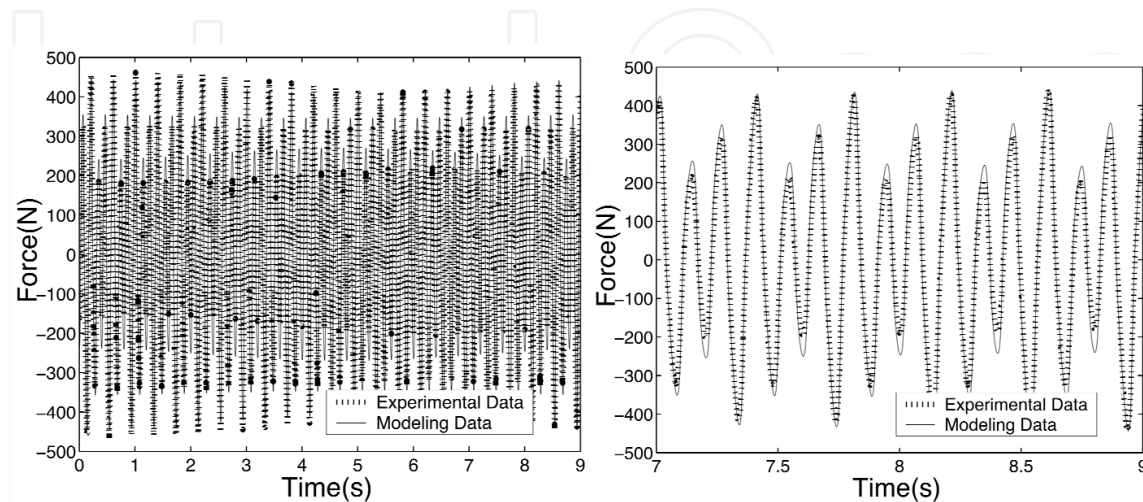 500
400
300
200
100
0
−100
−200
−300
−400
−500
Force(N)
0 1 2 3 4 5 6 7 8 9
Time(s)
Experimental Data
Modeling Data
500
400
300
200
100
0
−100
−200
−300
−400
−500
Force(N)
7 7.5 8 8.5 9
Time(s)
Experimental Data
Modeling Data